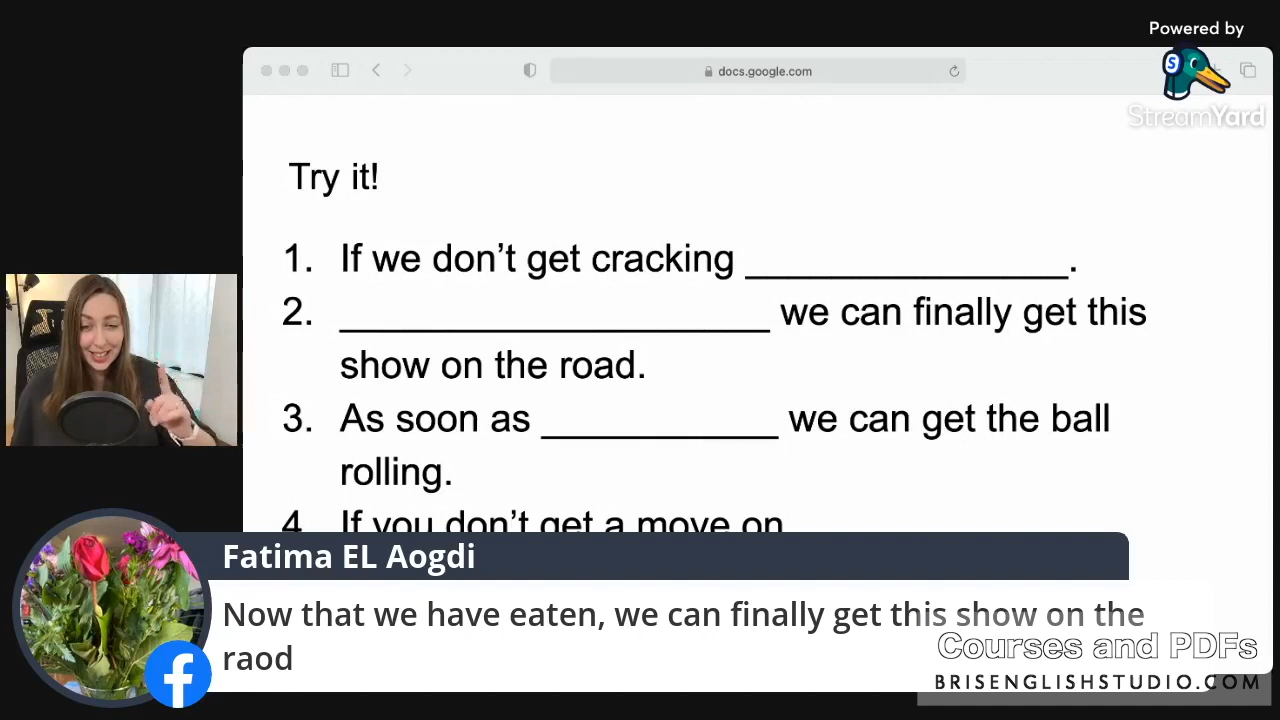 Powered by
StreamYard
docs.google.com
Try it!
1. If we don't get cracking _______________.
2. ____________________ we can finally get this
show on the road.
3. As soon as ___________ we can get the ball
rolling.
4. If you don't get a move on
Fatima EL Aogdi
Now that we have eaten, we can finally get this show on the
raod
Courses and PDFs
BRISENGLISHSTUDIO.COM